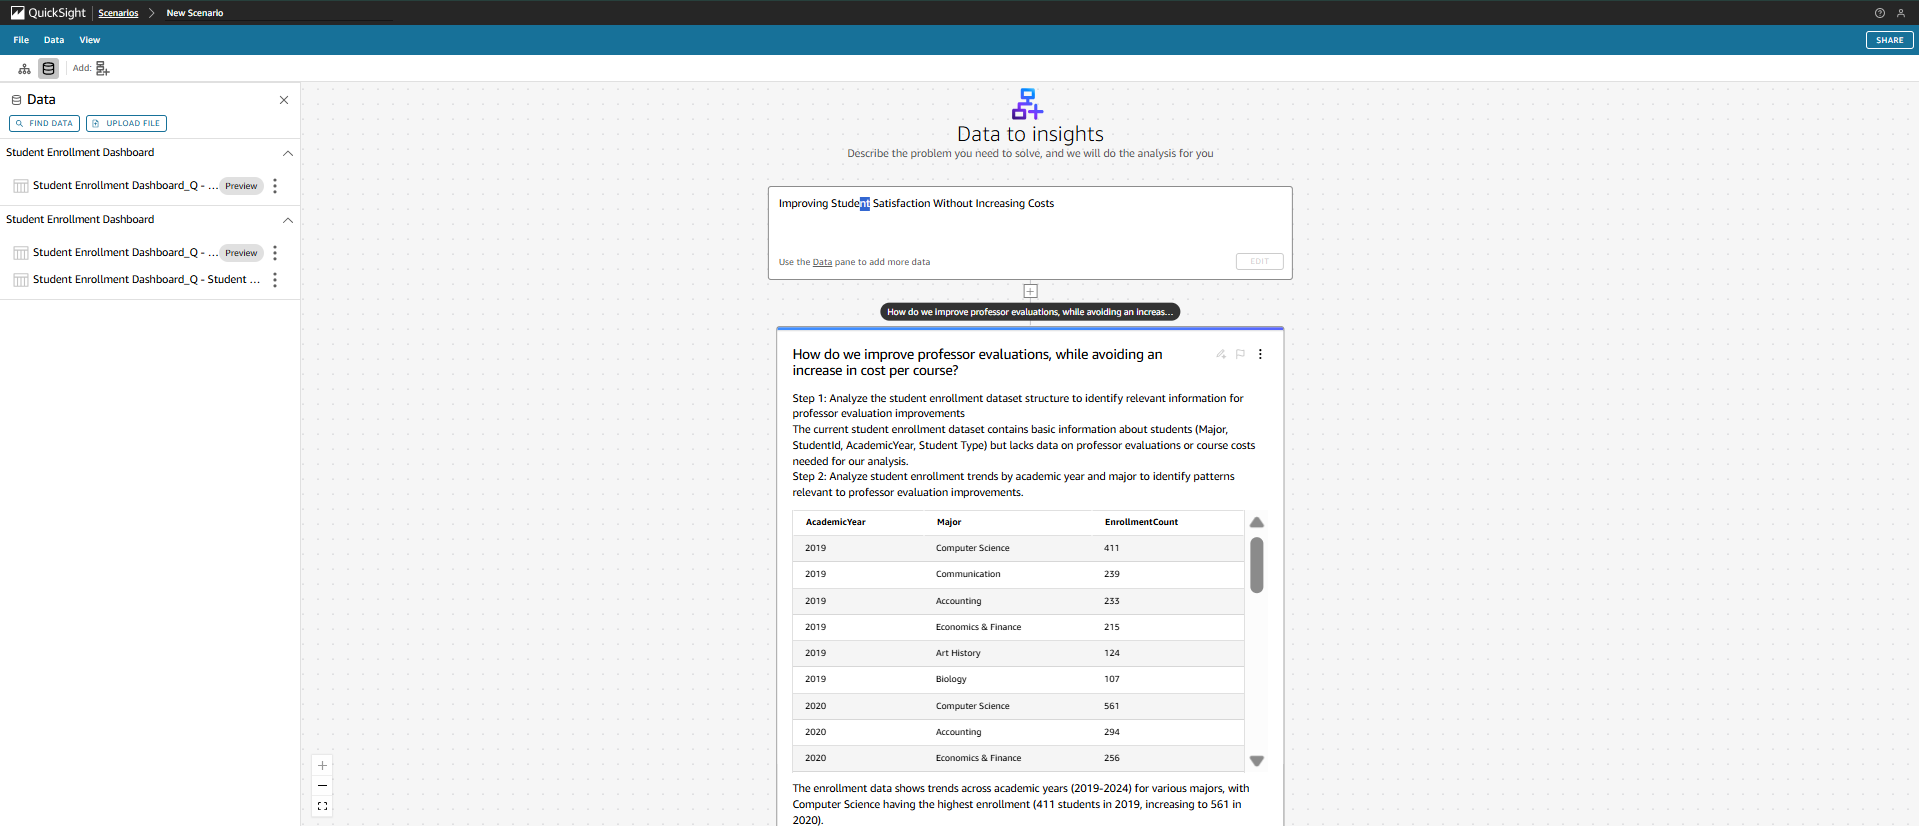 QuickSight Scenarios New Scenario
File Data View SHARE
Add:
Data
FIND DATA UPLOAD FILE
Student Enrollment Dashboard
Student Enrollment Dashboard_Q - ... Preview
Student Enrollment Dashboard
Student Enrollment Dashboard_Q - ... Preview
Student Enrollment Dashboard_Q - Student ...
Data to insights
Describe the problem you need to solve, and we will do the analysis for you
Improving Student Satisfaction Without Increasing Costs
Use the Data pane to add more data EDIT
How do we improve professor evaluations, while avoiding an increas...
How do we improve professor evaluations, while avoiding an
increase in cost per course?
Step 1: Analyze the student enrollment dataset structure to identify relevant information for
professor evaluation improvements
The current student enrollment dataset contains basic information about students (Major,
StudentId, AcademicYear, Student Type) but lacks data on professor evaluations or course costs
needed for our analysis.
Step 2: Analyze student enrollment trends by academic year and major to identify patterns
relevant to professor evaluation improvements.
AcademicYear Major EnrollmentCount
2019 Computer Science 411
2019 Communication 239
2019 Accounting 233
2019 Economics & Finance 215
2019 Art History 124
2019 Biology 107
2020 Computer Science 561
2020 Accounting 294
2020 Economics & Finance 256
The enrollment data shows trends across academic years (2019-2024) for various majors, with
Computer Science having the highest enrollment (411 students in 2019, increasing to 561 in
2020).